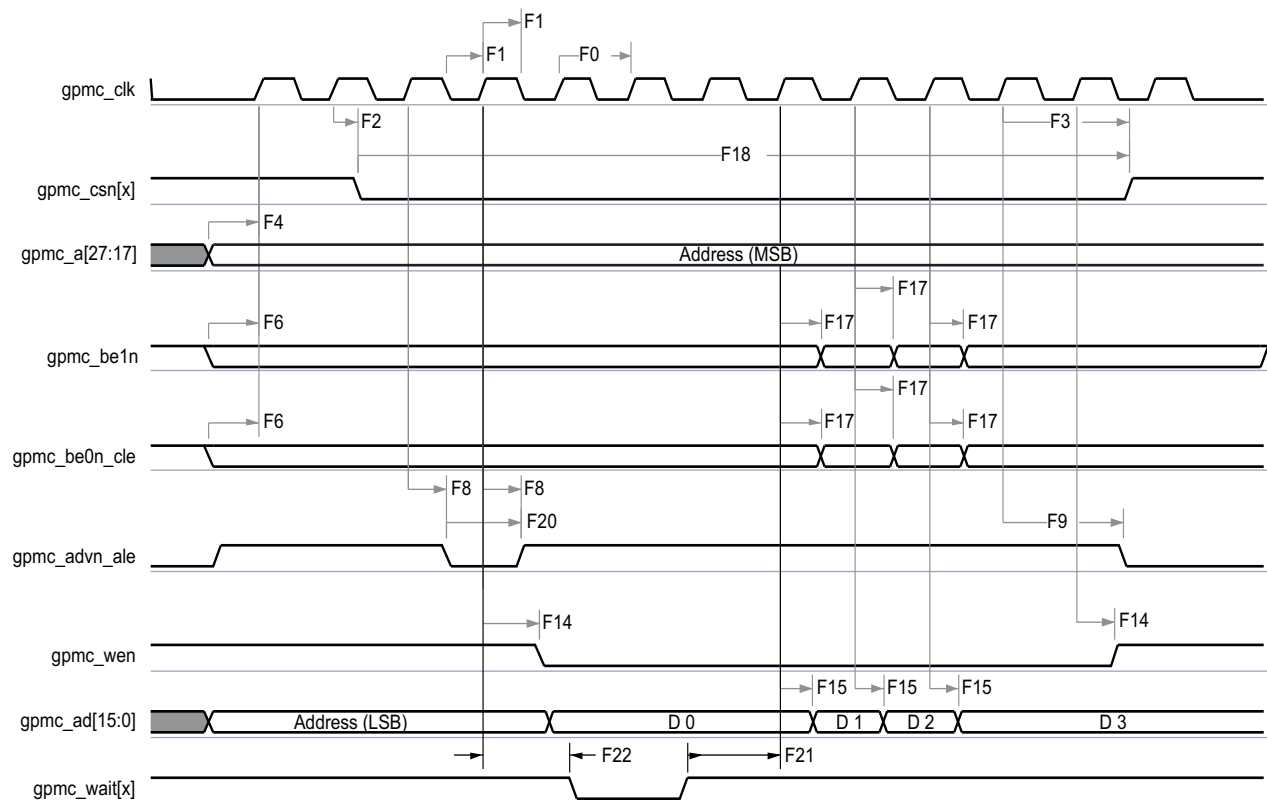 F1
F1 F0
gpmc_clk
F2 F3
F18
gpmc_csn[x]
F4
gpmc_a[27:17] Address (MSB)
F17
F6 F17 F17
gpmc_be1n
F17
F6 F17 F17
gpmc_be0n_cle
F8 F8
F20 F9
gpmc_advn_ale
F14 F14
gpmc_wen
F15 F15 F15
gpmc_ad[15:0] Address (LSB) D 0 D 1 D 2 D 3
F22 F21
gpmc_wait[x]